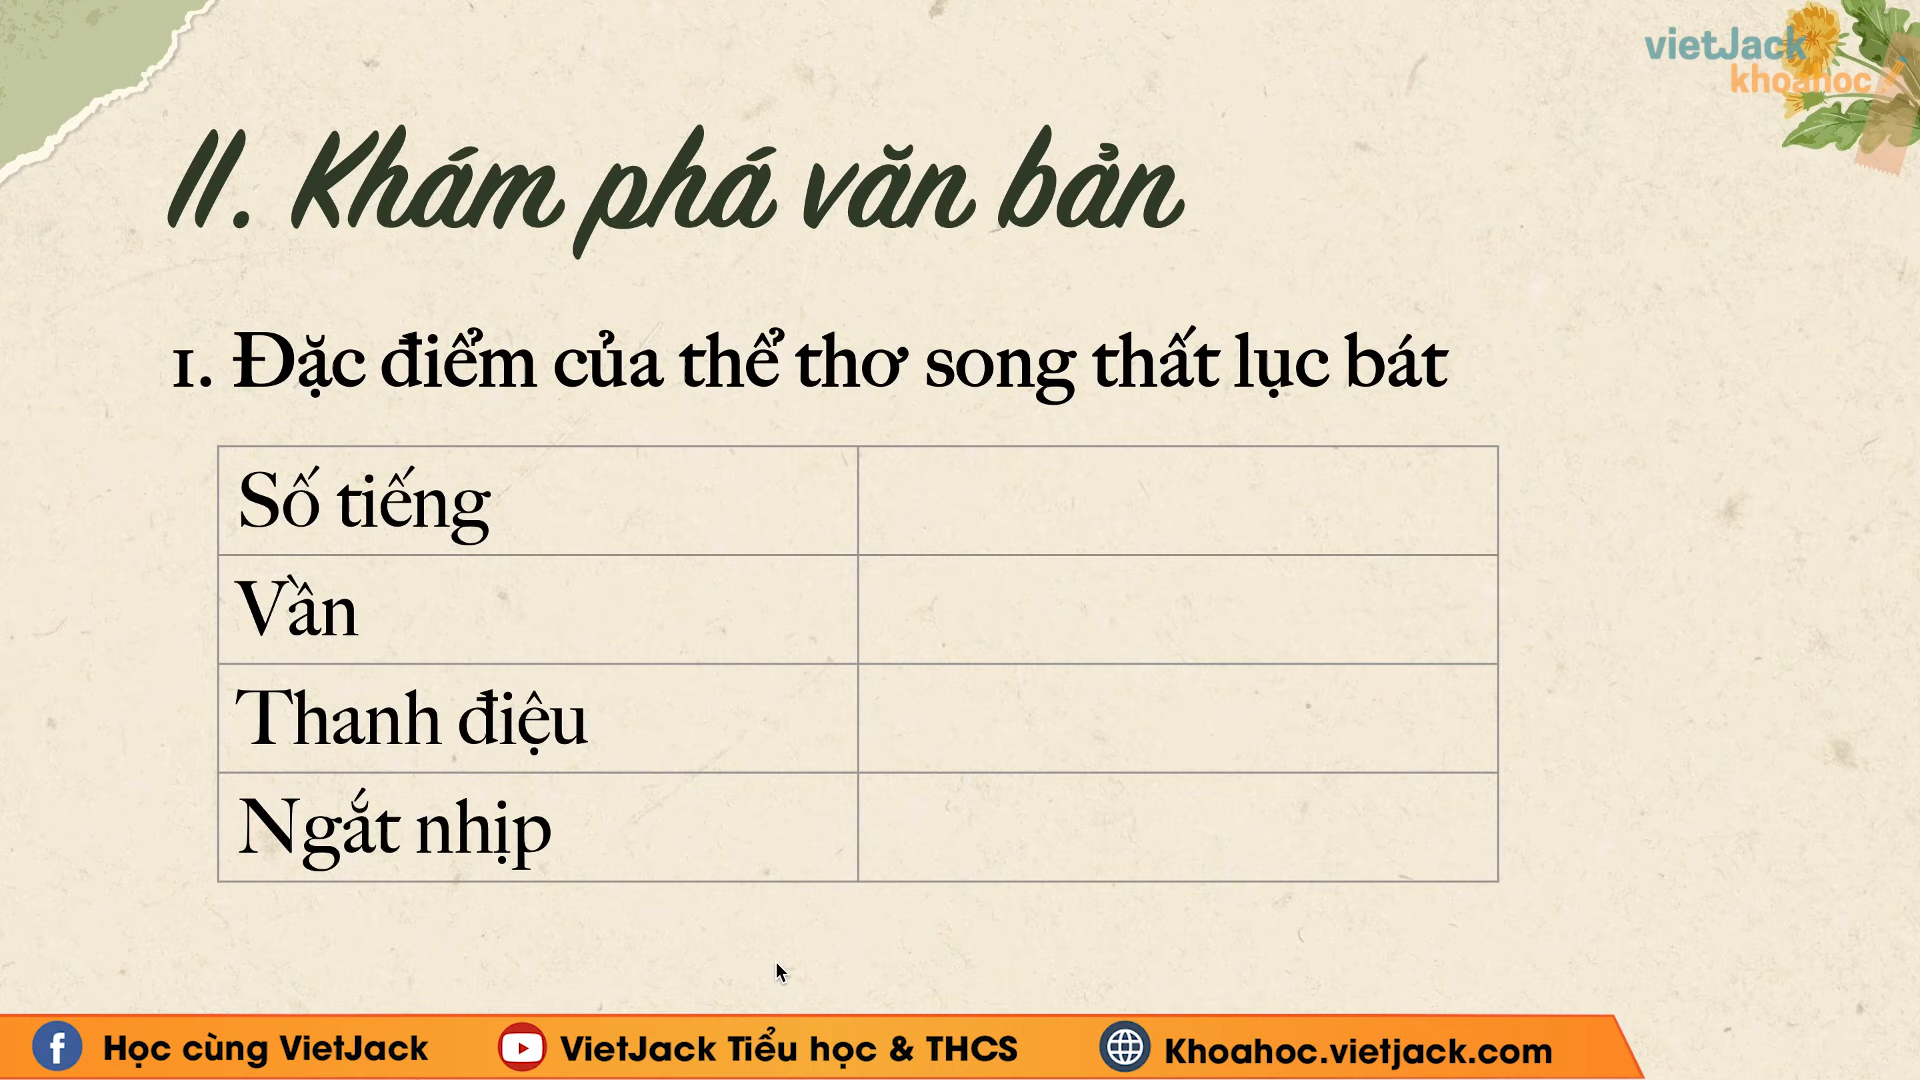 vietJack
khoahoc
II. Khám phá văn bản
1. Đặc điểm của thể thơ song thất lục bát
Số tiếng
Vần
Thanh điệu
Ngắt nhịp
Học cùng VietJack
VietJack Tiểu học & THCS
Khoahoc.vietjack.com